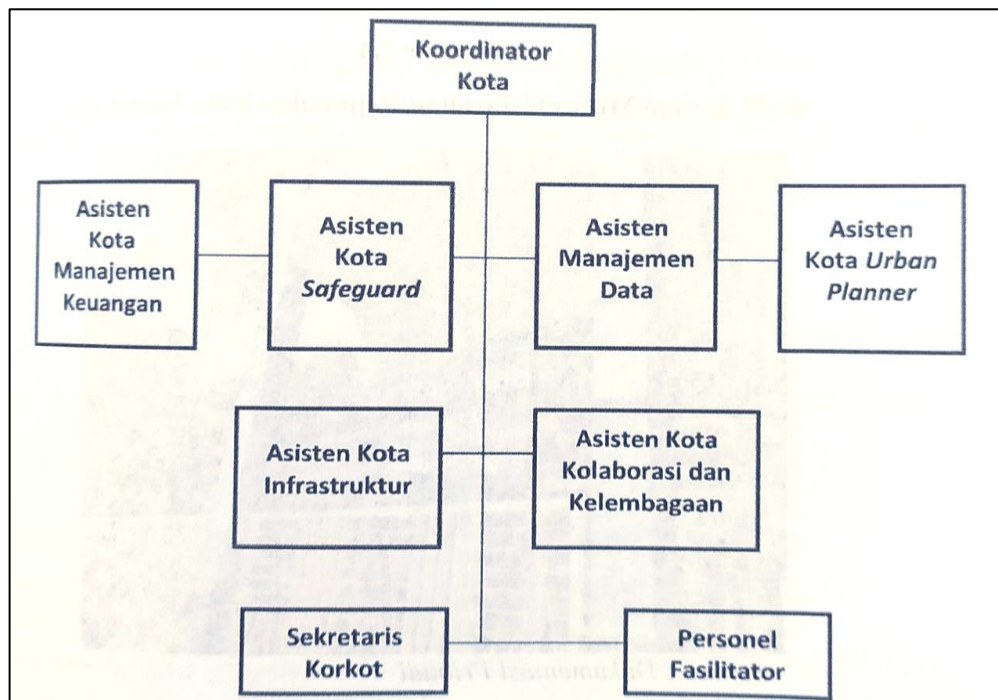 Koordinator
Kota
Asisten
Kota
Manajemen
Keuangan
Asisten
Kota
Safeguard
Asisten
Manajemen
Data
Asisten
Kota Urban
Planner
Asisten Kota
Infrastruktur
Asisten Kota
Kolaborasi dan
Kelembagaan
Sekretaris
Korkot
Personel
Fasilitator